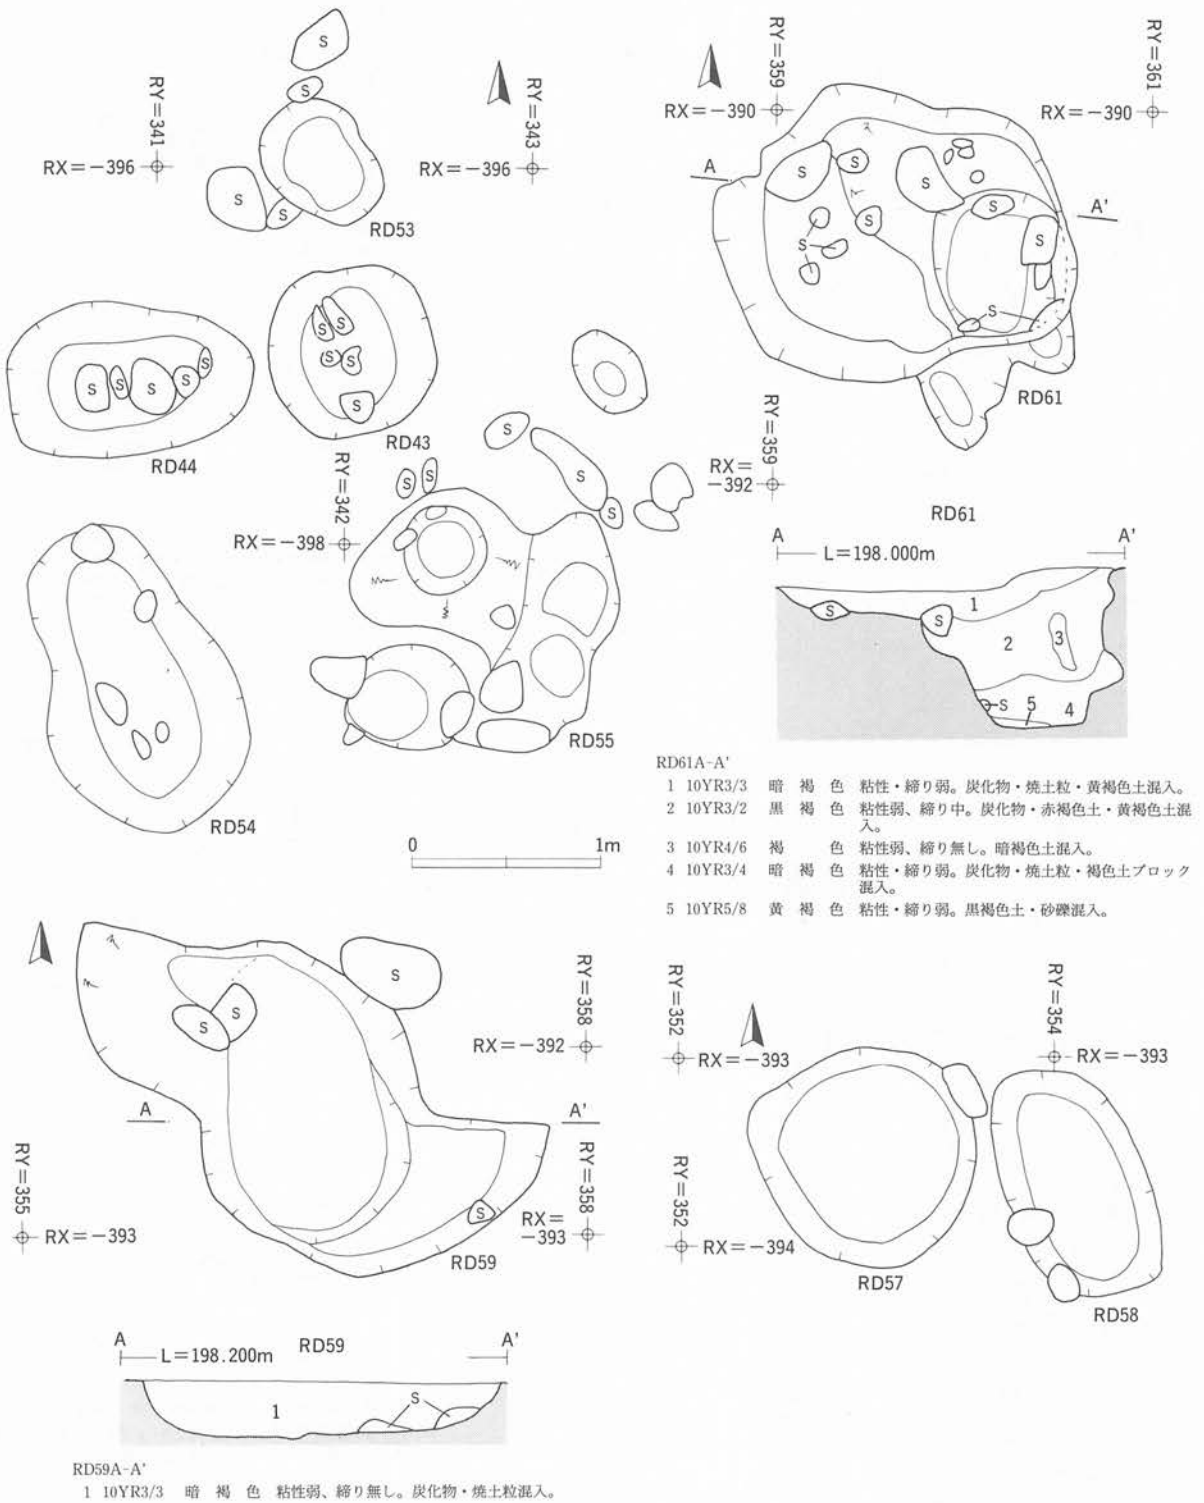 S
S
RY=341
RX=-396
RY=343
RX=-396
S
S
RD53
RY=359
RX=-390
RY=361
RX=-390
A
A'
S
S
S
S
S
S
S
S
RD61
S
S
S
S
S
RD44
S
S
S
S
S
RD43
RY=342
RX=-398
S
S
S
S
S
RD55
RY=359
RX=
-392
RD54
0
1m
RD61
A
A'
L=198.000m
1
S
S
2
3
S
5
4
RD61A-A'
1 10YR3/3 暗褐色 粘性・締り弱。炭化物・焼土粒・黄褐色土混入。
2 10YR3/2 黒褐色 粘性弱、締り中。炭化物・赤褐色土・黄褐色土混
入。
3 10YR4/6 褐色 粘性弱、締り無し。暗褐色土混入。
4 10YR3/4 暗褐色 粘性・締り弱。炭化物・焼土粒・褐色土ブロック
混入。
5 10YR5/8 黄褐色 粘性・締り弱。黒褐色土・砂礫混入。
S
S
S
RY=358
RX=-392
A
A'
RY=355
RX=-393
RY=358
RX=
-393
S
RD59
RY=352
RX=-393
RY=354
RX=-393
RY=352
RX=-394
RD57
RD58
RD59
A
A'
L=198.200m
S
1
RD59A-A'
1 10YR3/3 暗褐色 粘性弱、締り無し。炭化物・焼土粒混入。